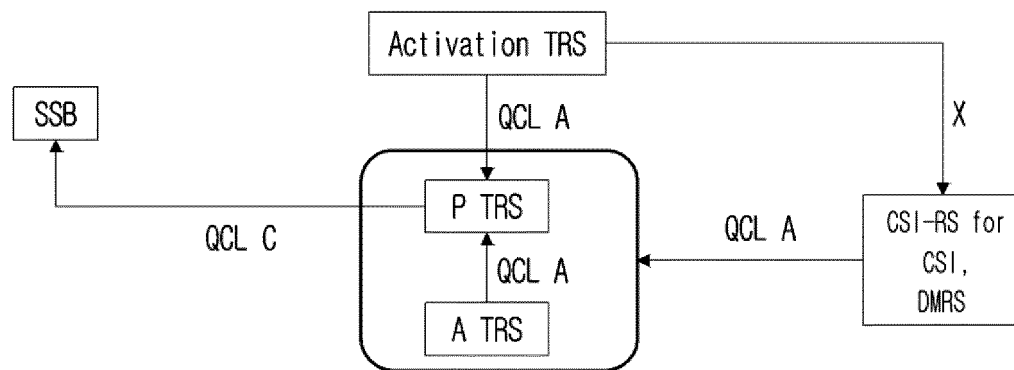 Activation TRS
SSB
QCL A
X
P TRS
QCL C
QCL A
A TRS
QCL A
CSI-RS for
CSI,
DMRS